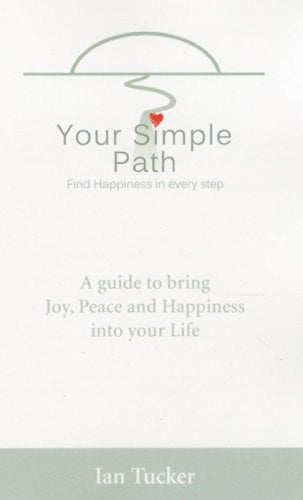 Your Simple
Path
Find Happiness in every step
A guide to bring
Joy, Peace and Happiness
into your Life
Ian Tucker